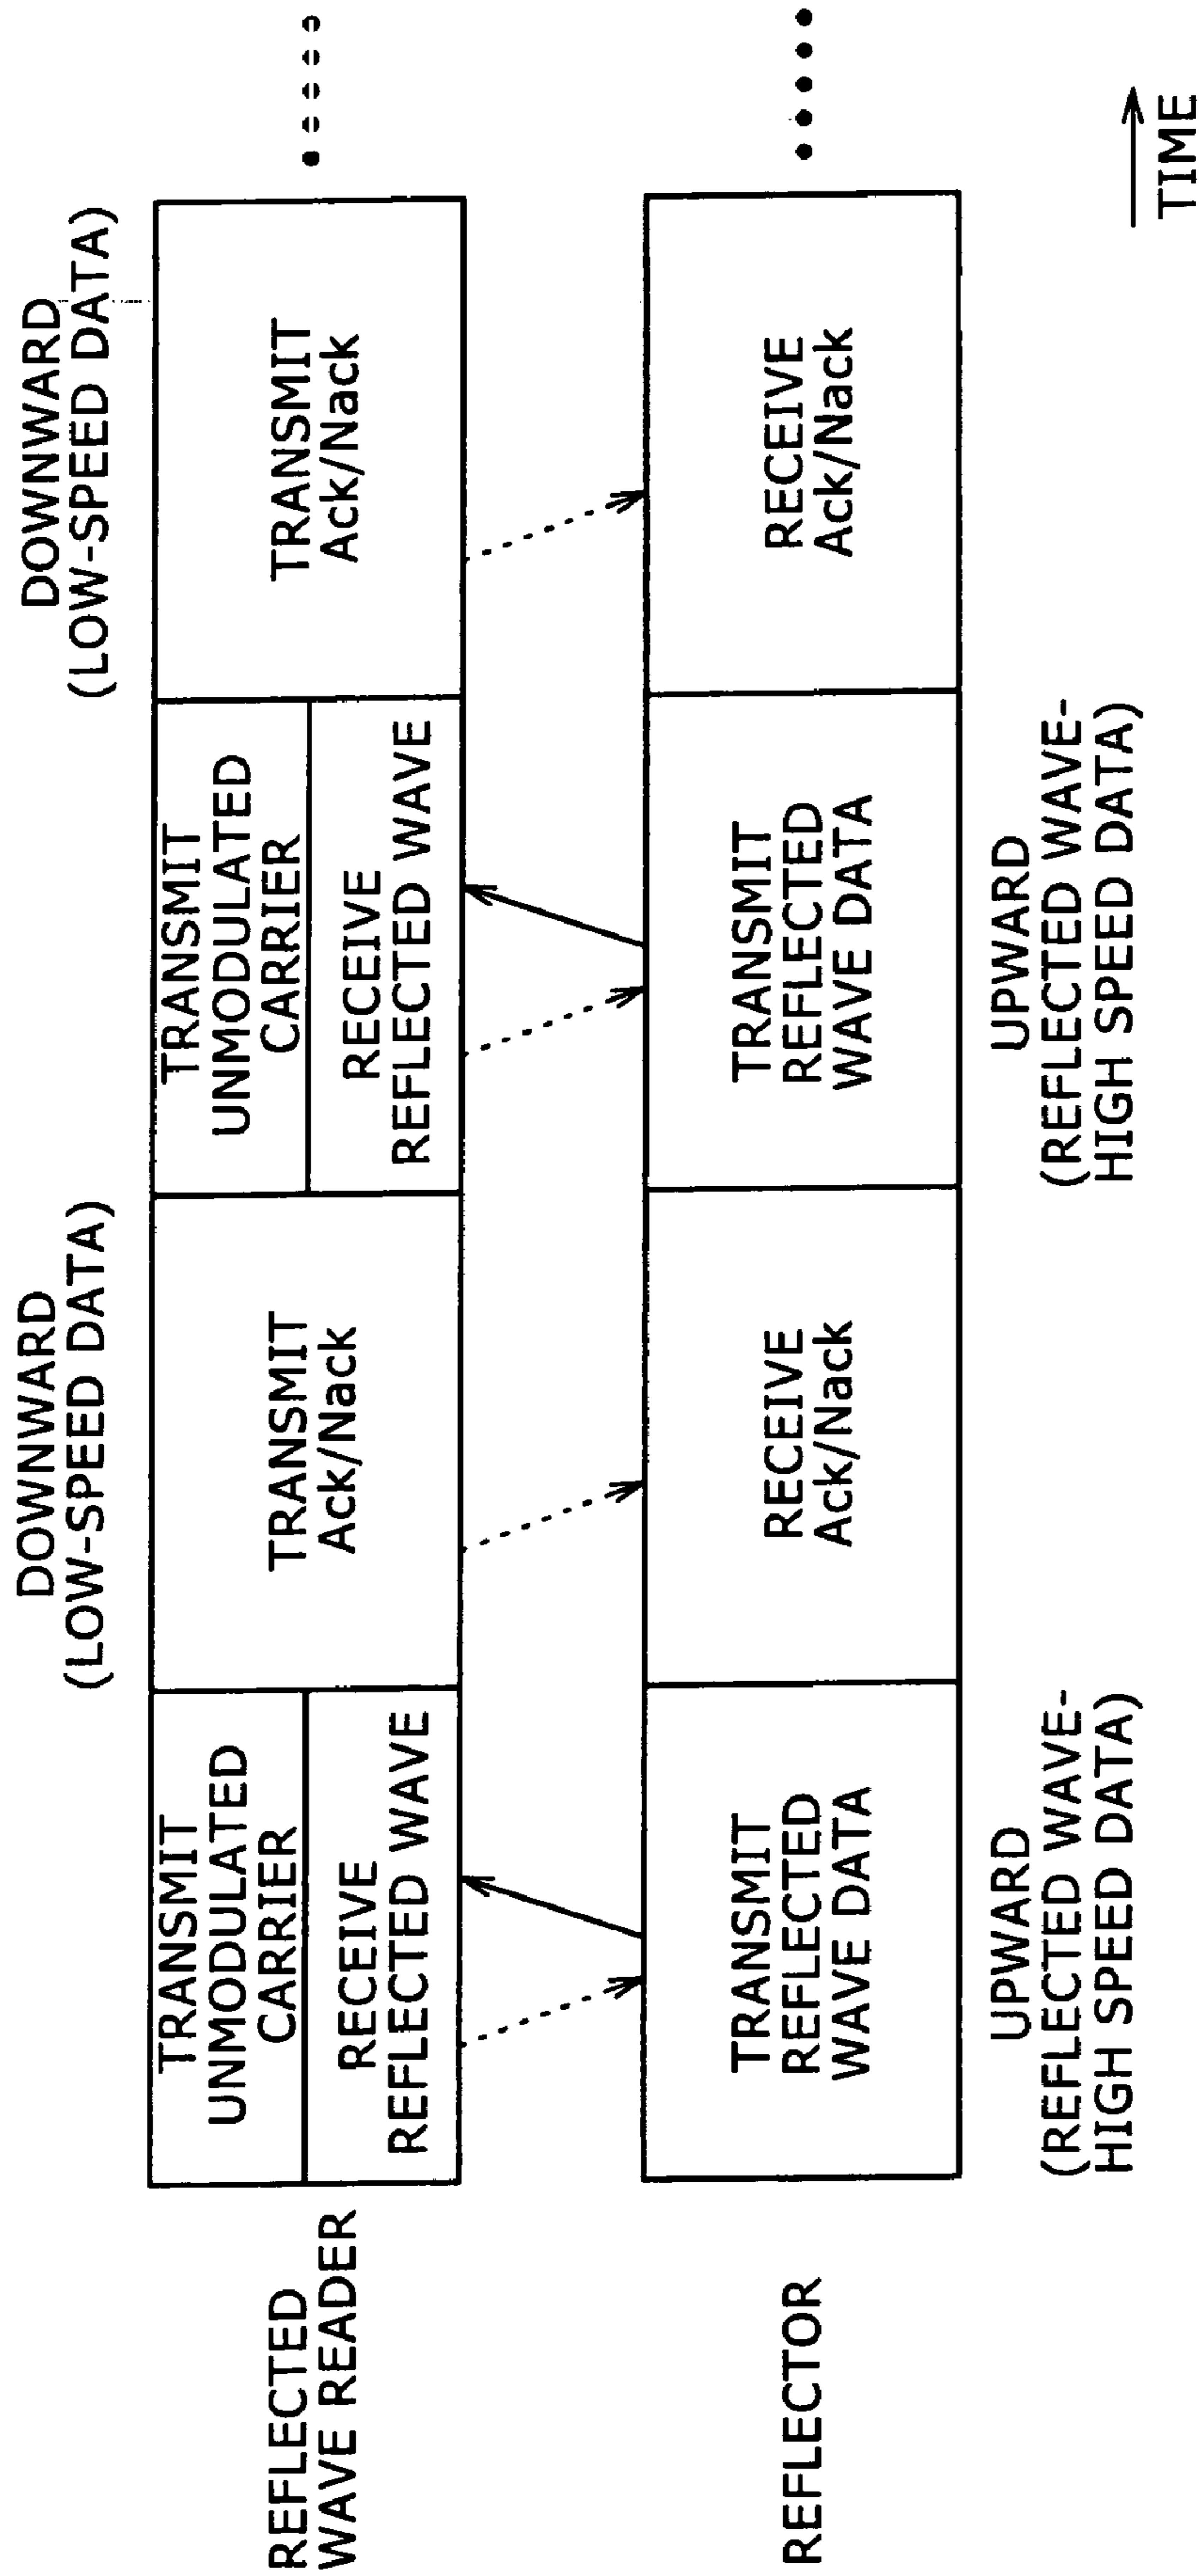 DOWNWARD
(LOW-SPEED DATA)
DOWNWARD
(LOW-SPEED DATA)
REFLECTED
WAVE READER
TRANSMIT
UNMODULATED
CARRIER
RECEIVE
REFLECTED WAVE
TRANSMIT
Ack/Nack
TRANSMIT
UNMODULATED
CARRIER
RECEIVE
REFLECTED WAVE
TRANSMIT
Ack/Nack
REFLECTOR
TRANSMIT
REFLECTED
WAVE DATA
RECEIVE
Ack/Nack
TRANSMIT
REFLECTED
WAVE DATA
RECEIVE
Ack/Nack
UPWARD
(REFLECTED WAVE-
HIGH SPEED DATA)
UPWARD
(REFLECTED WAVE-
HIGH SPEED DATA)
TIME